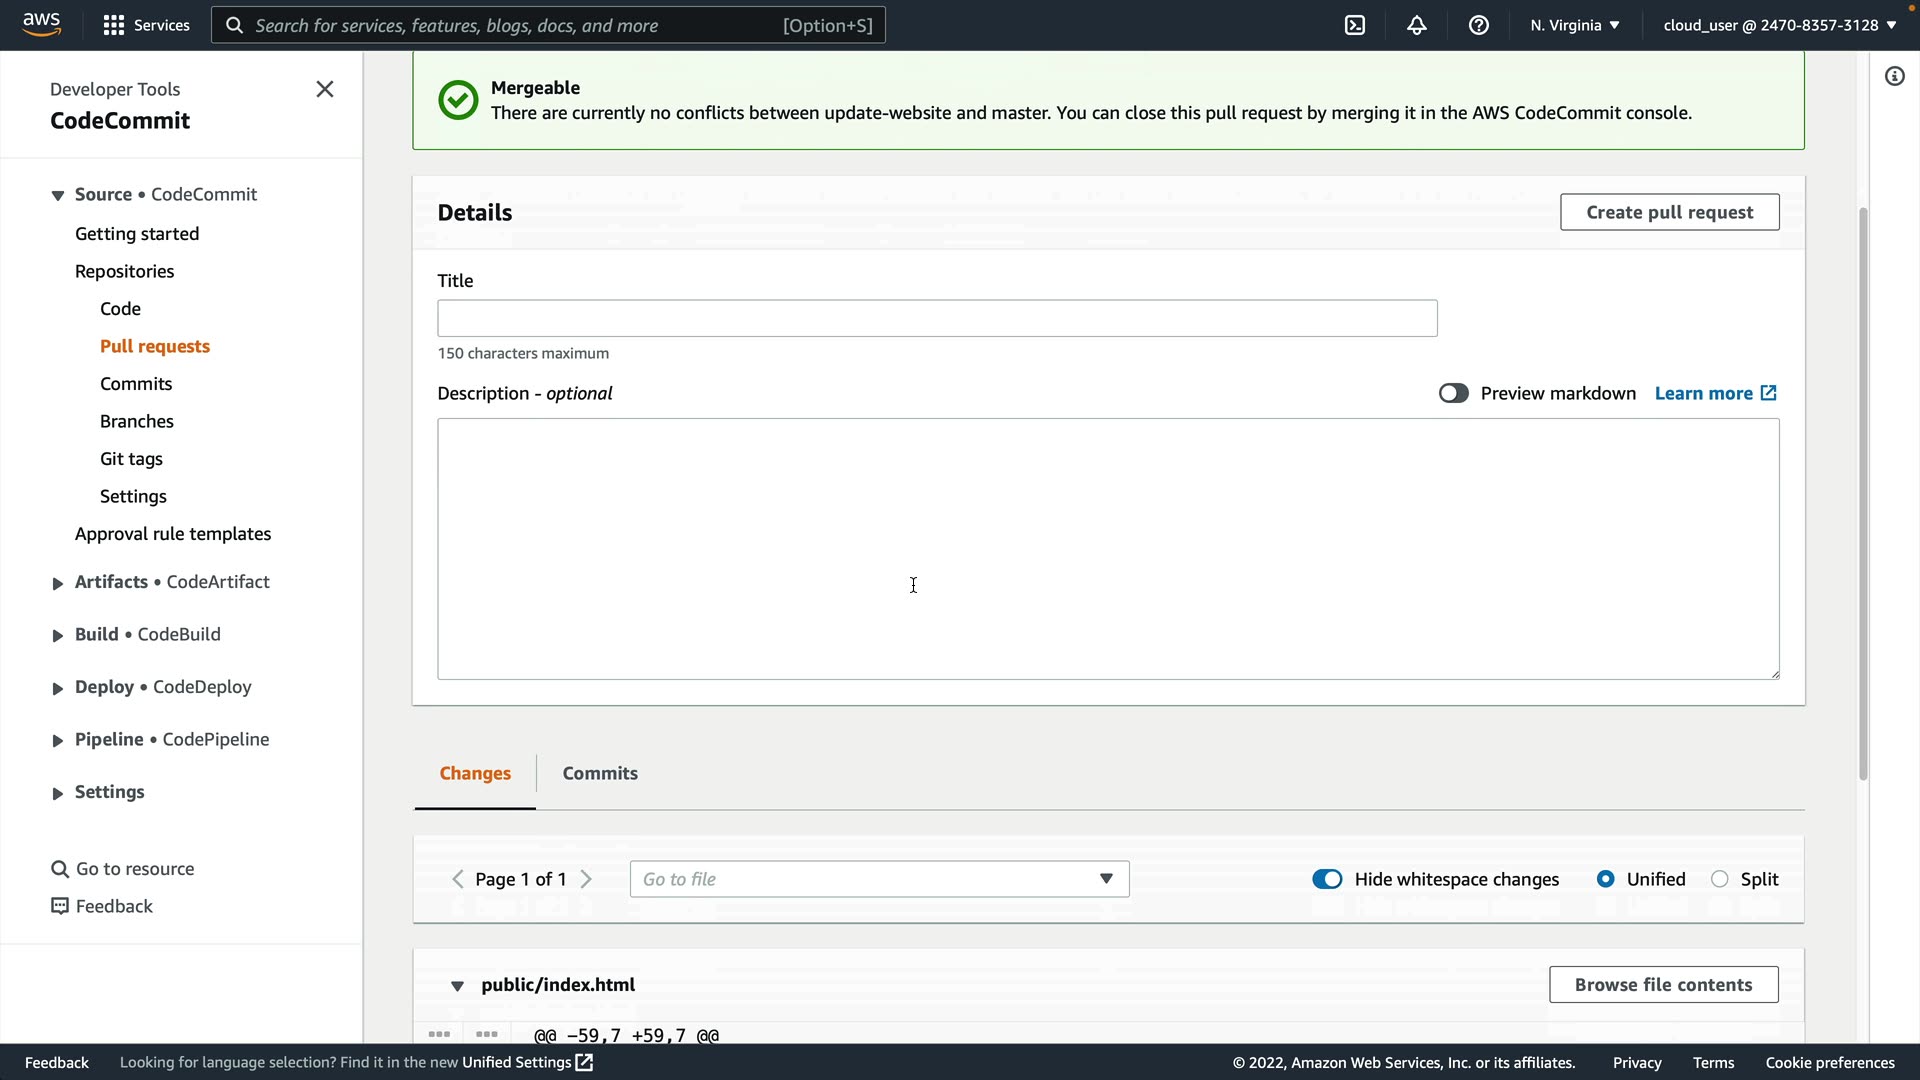 aws
Services
Search for services, features, blogs, docs, and more
[Option+S]
N. Virginia
cloud_user @ 2470-8357-3128
Developer Tools
CodeCommit
Source • CodeCommit
Getting started
Repositories
Code
Pull requests
Commits
Branches
Git tags
Settings
Approval rule templates
Artifacts • CodeArtifact
Build • CodeBuild
Deploy • CodeDeploy
Pipeline • CodePipeline
Settings
Go to resource
Feedback
Mergeable
There are currently no conflicts between update-website and master. You can close this pull request by merging it in the AWS CodeCommit console.
Details
Create pull request
Title
150 characters maximum
Description - optional
Preview markdown
Learn more
Changes
Commits
Page 1 of 1
Go to file
Hide whitespace changes
Unified
Split
public/index.html
Browse file contents
@@ -59,7 +59,7 @@
Feedback
Looking for language selection? Find it in the new Unified Settings
© 2022, Amazon Web Services, Inc. or its affiliates.
Privacy
Terms
Cookie preferences